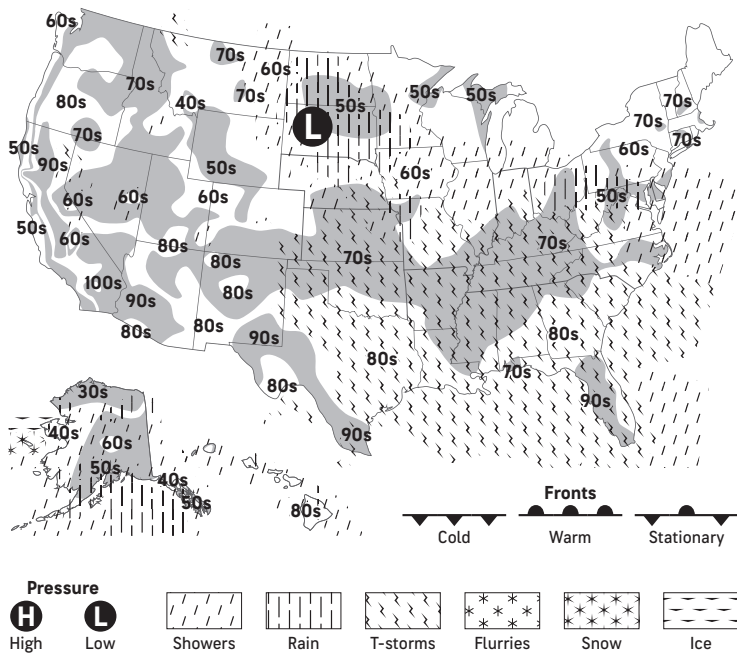 60s
70s 60s
70s 40s 70s 50s 50s 50s 70s
80s 70s
50s 90s 70s 60s 70s
L
50s 60s
60s 60s 60s 50s
50s 60s 80s 80s 70s 70s
100s 90s 80s
80s 80s 90s 80s 80s
80s 70s
90s 90s
30s
40s 60s
50s 40s
50s 80s
Fronts
Cold Warm Stationary
Pressure
H L
High Low Showers Rain T-storms Flurries Snow Ice